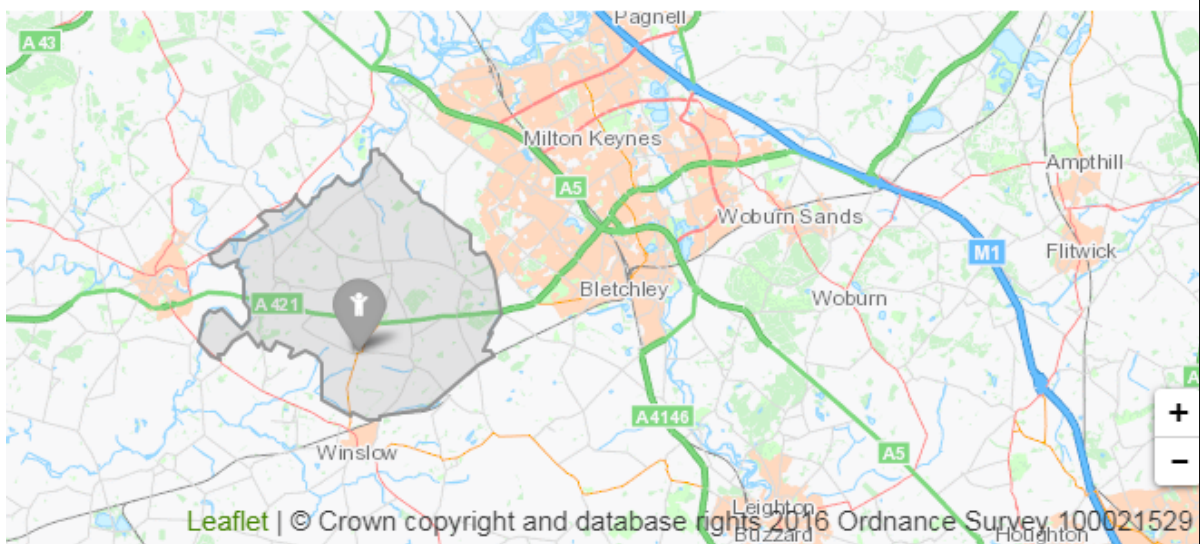 Pagnell
A 43
Milton Keynes
Ampthill
A5
Woburn Sands
M1
Flitwick
Bletchley
Woburn
A 421
A
+
A4146
Winslow
A5
−
Leighton
Buzzard
Leaflet | © Crown copyright and database rights 2016 Ordnance Survey 100021529
Houghton